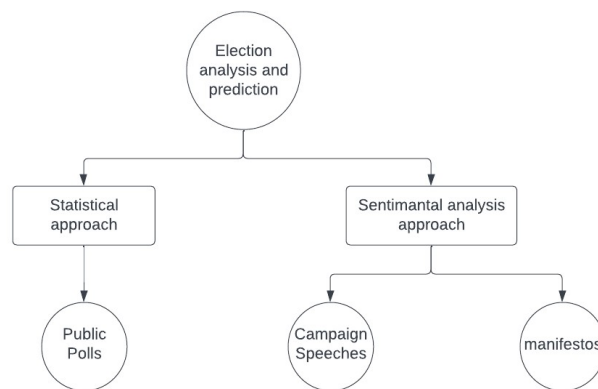 Election
analysis and
prediction
Statistical
approach
Sentimantal analysis
approach
Public
Polls
Campaign
Speeches
manifestos